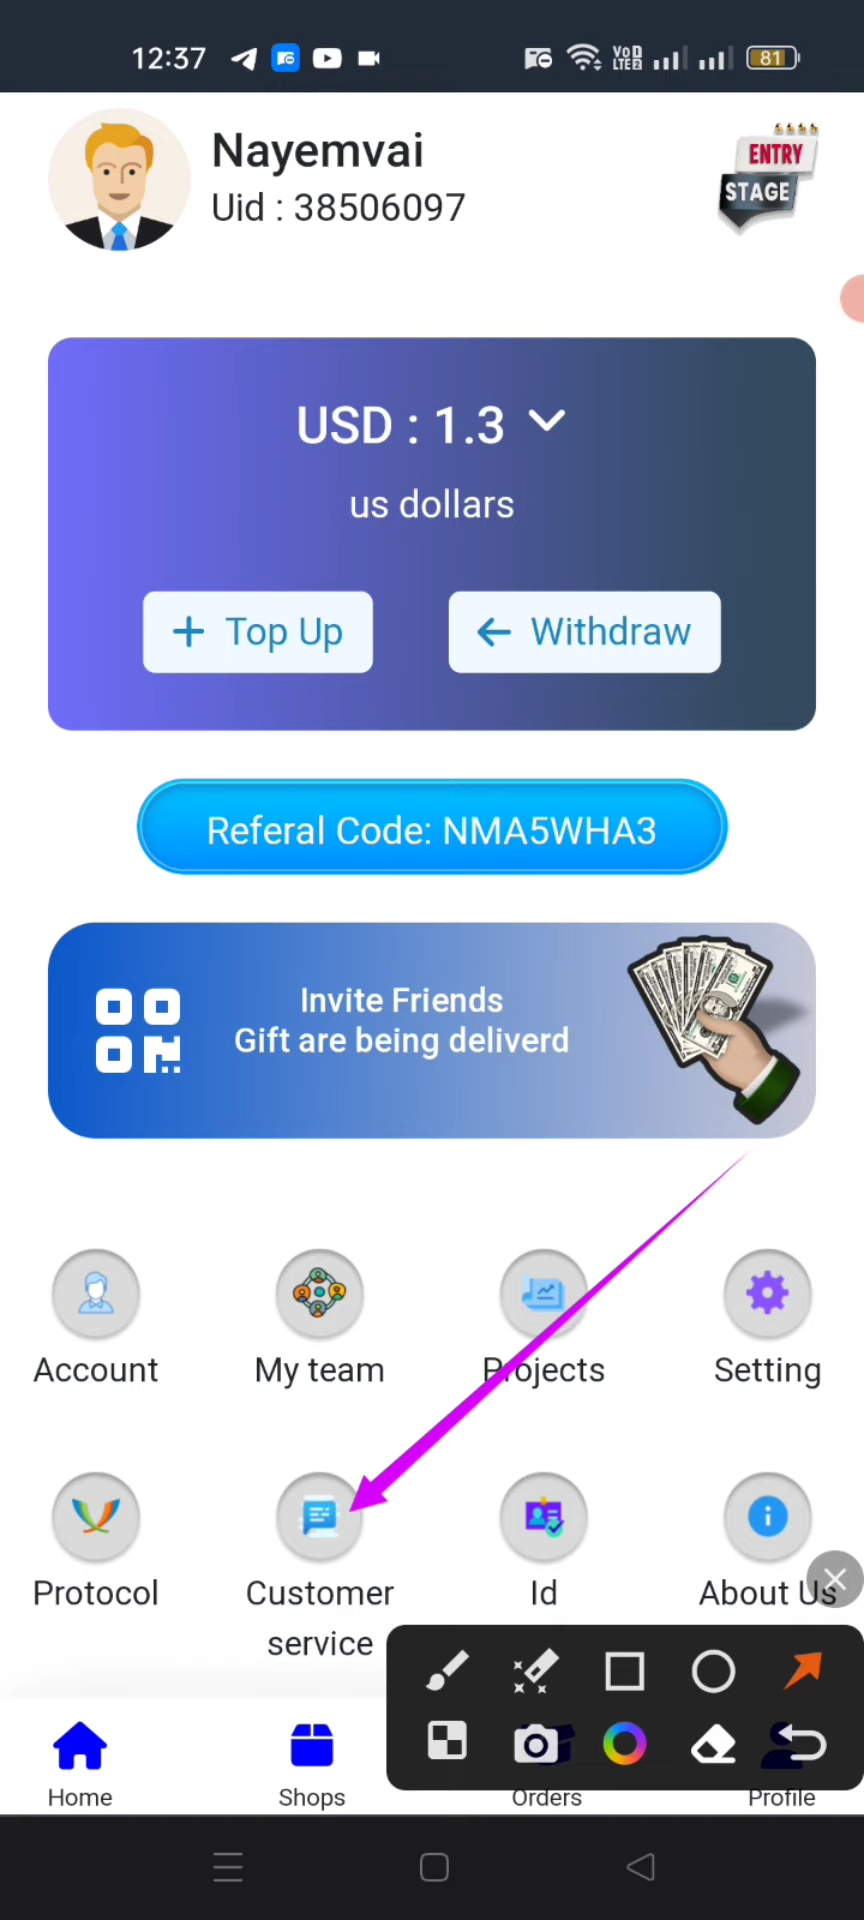 12:37
VoD LTE2
81
Nayemvai
Uid : 38506097
ENTRY
STAGE
USD : 1.3
us dollars
+ Top Up
← Withdraw
Referal Code: NMA5WHA3
Invite Friends
Gift are being deliverd
Account
My team
Projects
Setting
Protocol
Customer
service
Id
About Us
Home
Shops
Orders
Profile